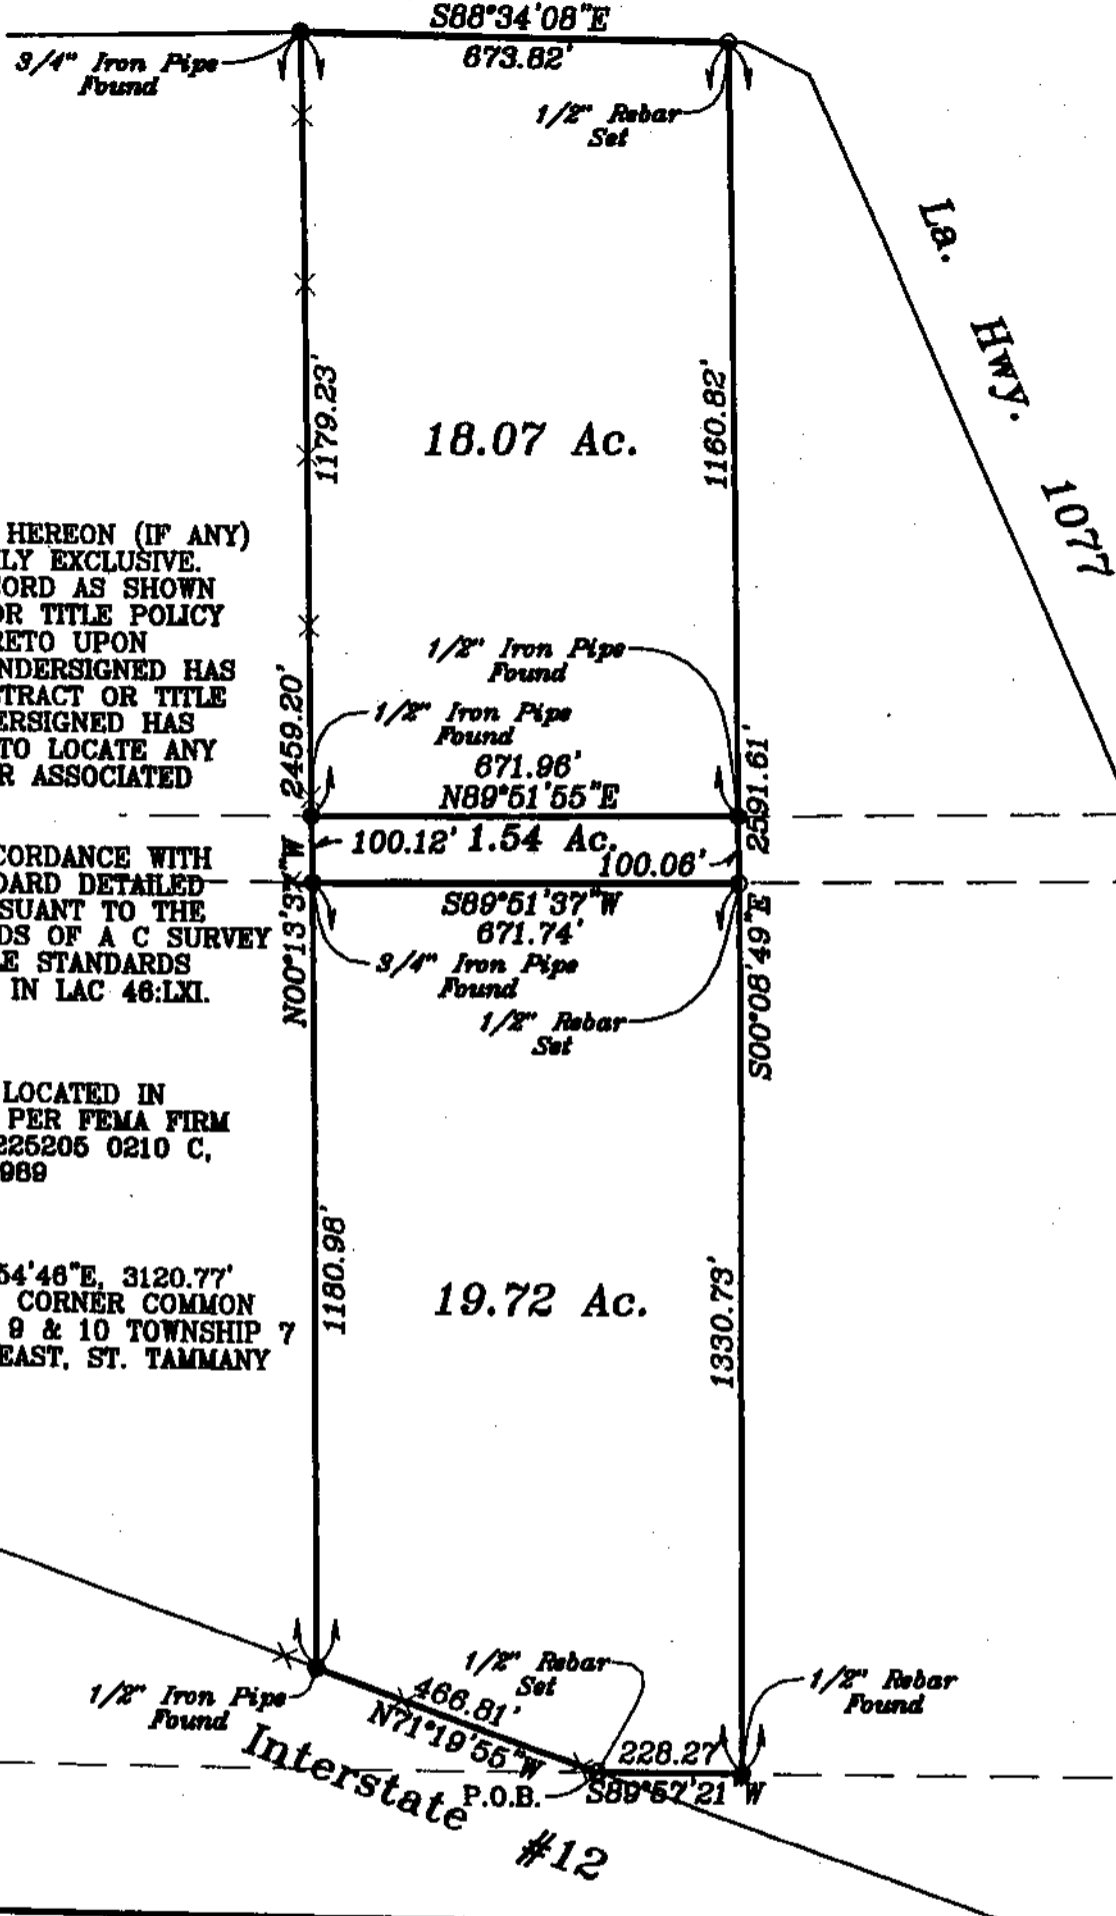 S88°34'08"E
673.82'
3/4" Iron Pipe
Found
1/2" Rebar
Set
La. Hwy. 1077
1179.23'
1160.82'
18.07 Ac.
HEREON (IF ANY)
LY EXCLUSIVE.
CORD AS SHOWN
OR TITLE POLICY
RETO UPON
NDERSIGNED HAS
STRACT OR TITLE
ERSIGNED HAS
TO LOCATE ANY
R ASSOCIATED
1/2" Iron Pipe
Found
1/2" Iron Pipe
Found
2459.20'
2591.61'
671.96'
N89°51'55"E
100.12'
1.54 Ac.
100.06'
CORDANCE WITH
DARD DETAILED
SUANT TO THE
DS OF A C SURVEY
LE STANDARDS
IN LAC 46:LXI.
S89°51'37"W
671.74'
N00°13'37"W
S00°08'49"E
3/4" Iron Pipe
Found
1/2" Rebar
Set
LOCATED IN
PER FEMA FIRM
225205 0210 C,
989
1180.98'
1330.73'
19.72 Ac.
54'46"E, 3120.77'
CORNER COMMON
9 & 10 TOWNSHIP 7
EAST, ST. TAMMANY
1/2" Iron Pipe
Found
1/2" Rebar
Set
1/2" Rebar
Found
466.81'
N71°19'55"W
228.27'
S89°57'21"W
P.O.B.
Interstate #12